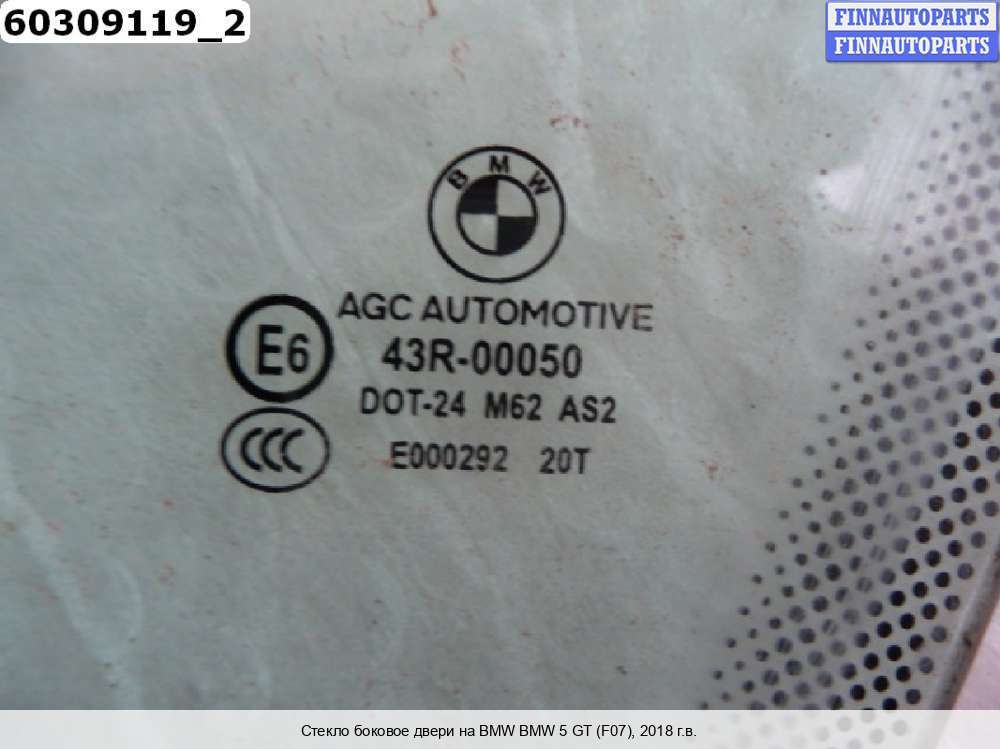 60309119_2
FINNAUTOPARTS
FINNAUTOPARTS
BMW
AGC AUTOMOTIVE
E6
43R-00050
DOT-24 M62 AS2
CCC
E000292 20T
Стекло боковое двери на BMW BMW 5 GT (F07), 2018 г.в.